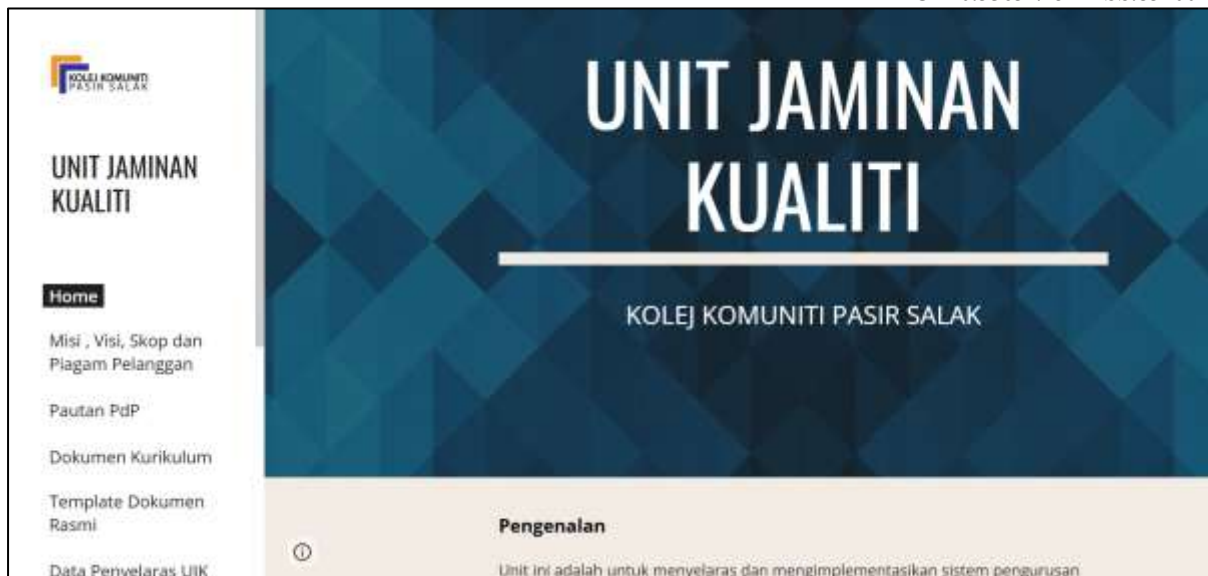 KOLEJ KOMUNITI
PASIR SALAK
UNIT JAMINAN
KUALITI
Home
Misi , Visi, Skop dan
Piagam Pelanggan
Pautan PdP
Dokumen Kurikulum
Template Dokumen
Rasmi
Data Penyelaras UJK
UNIT JAMINAN
KUALITI
KOLEJ KOMUNITI PASIR SALAK
Pengenalan
Unit ini adalah untuk menyelaras dan mengimplementasikan sistem pengurusan